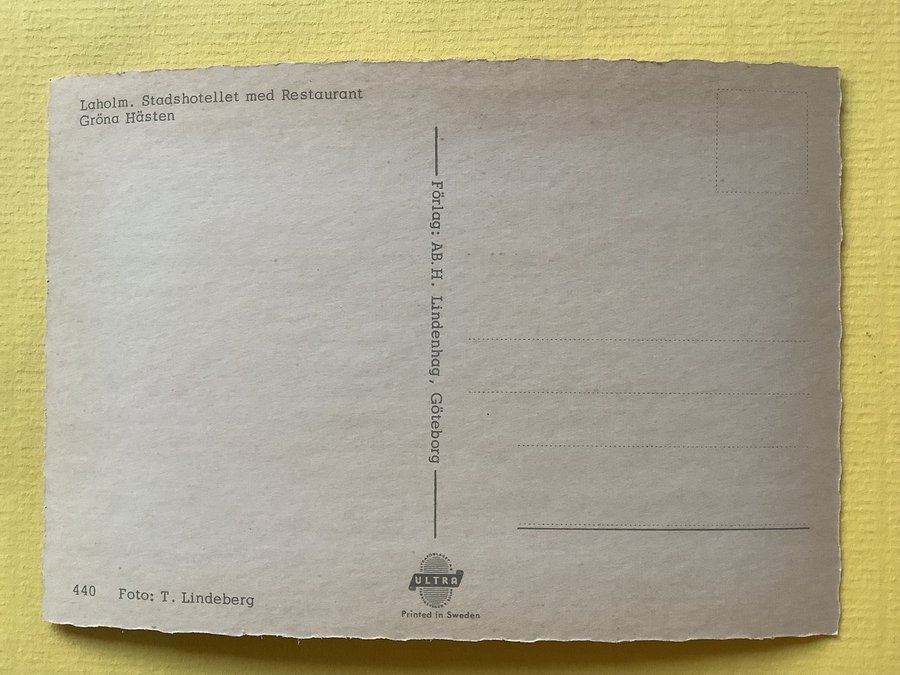 Laholm. Stadshotellet med Restaurant
Gröna Hästen
Förlag: AB. H. Lindenhag, Göteborg
440 Foto: T. Lindeberg
ULTRA
Printed in Sweden